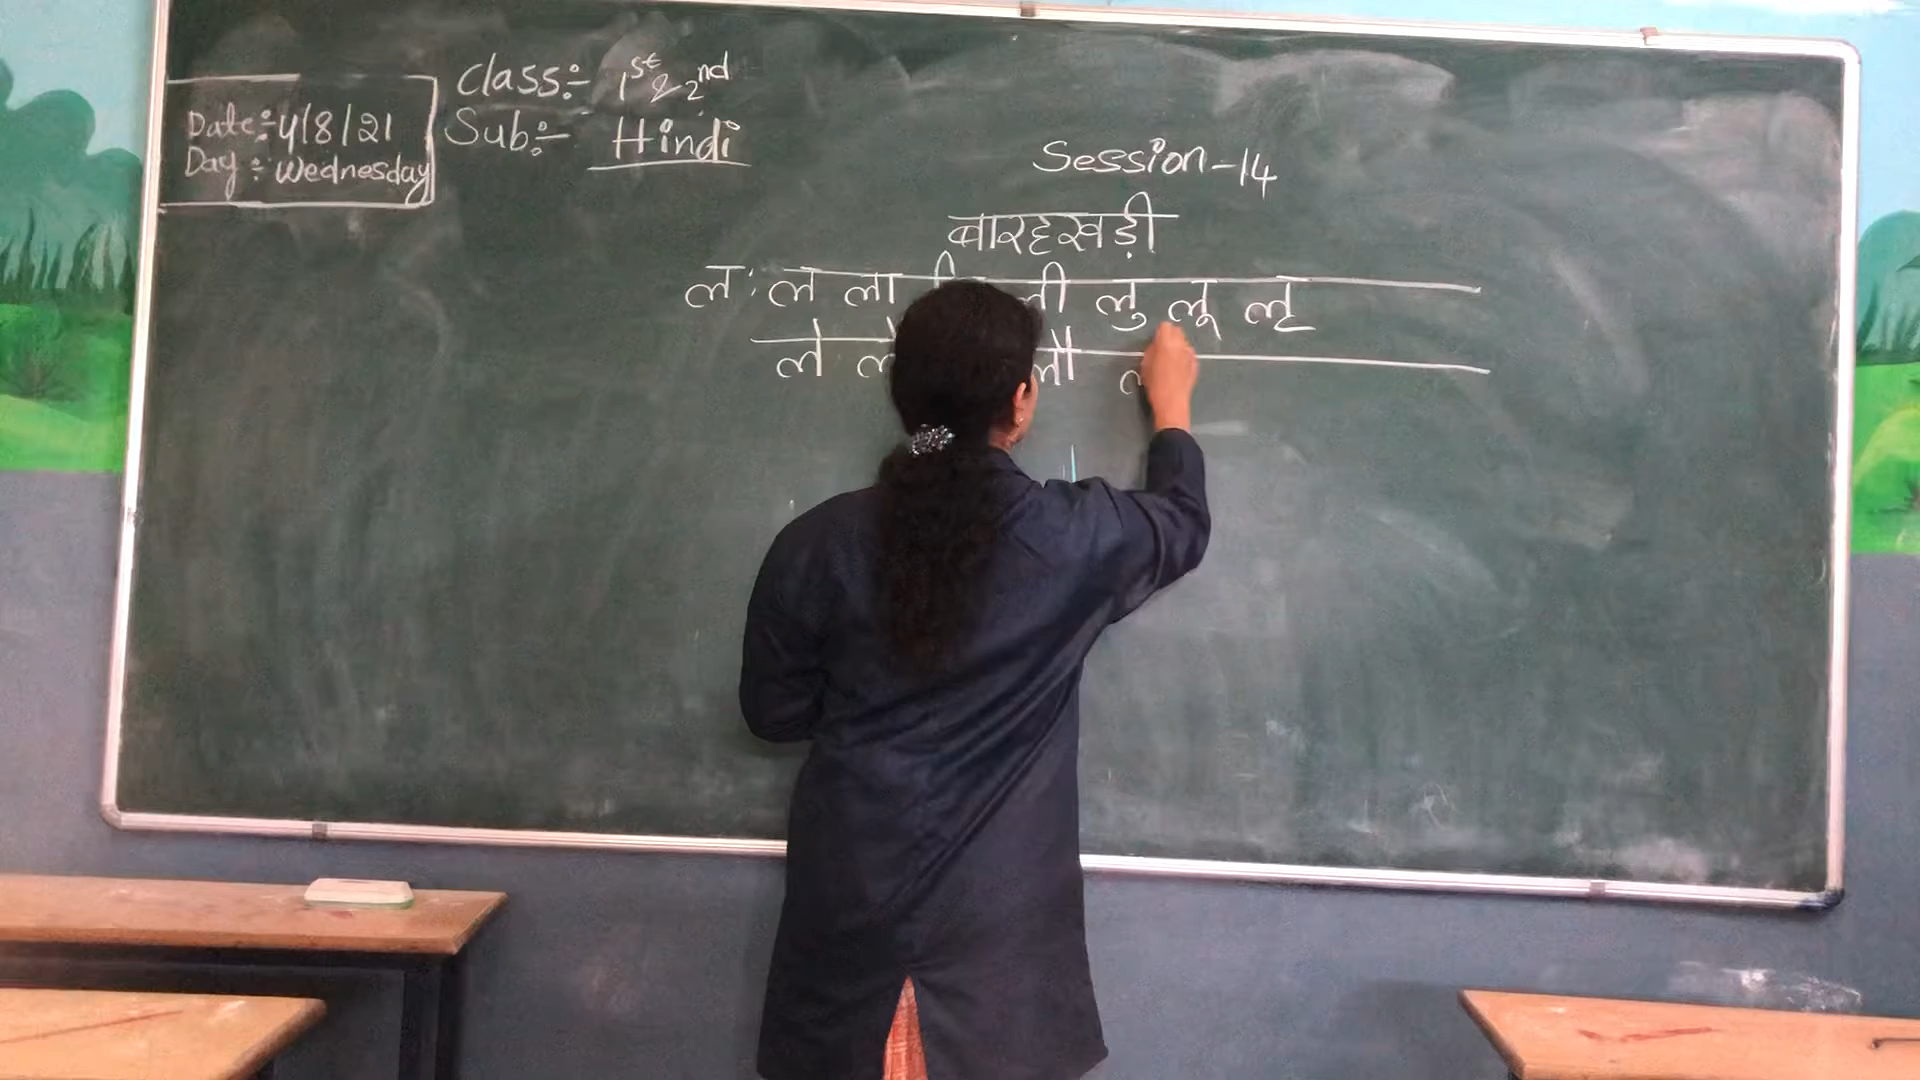 Date:- 4/8/21
Day:- Wednesday
Class:- 1st & 2nd
Sub:- Hindi
Session-14
बारहखड़ी
ल: ल ला ली लु लू लृ
ले लौ